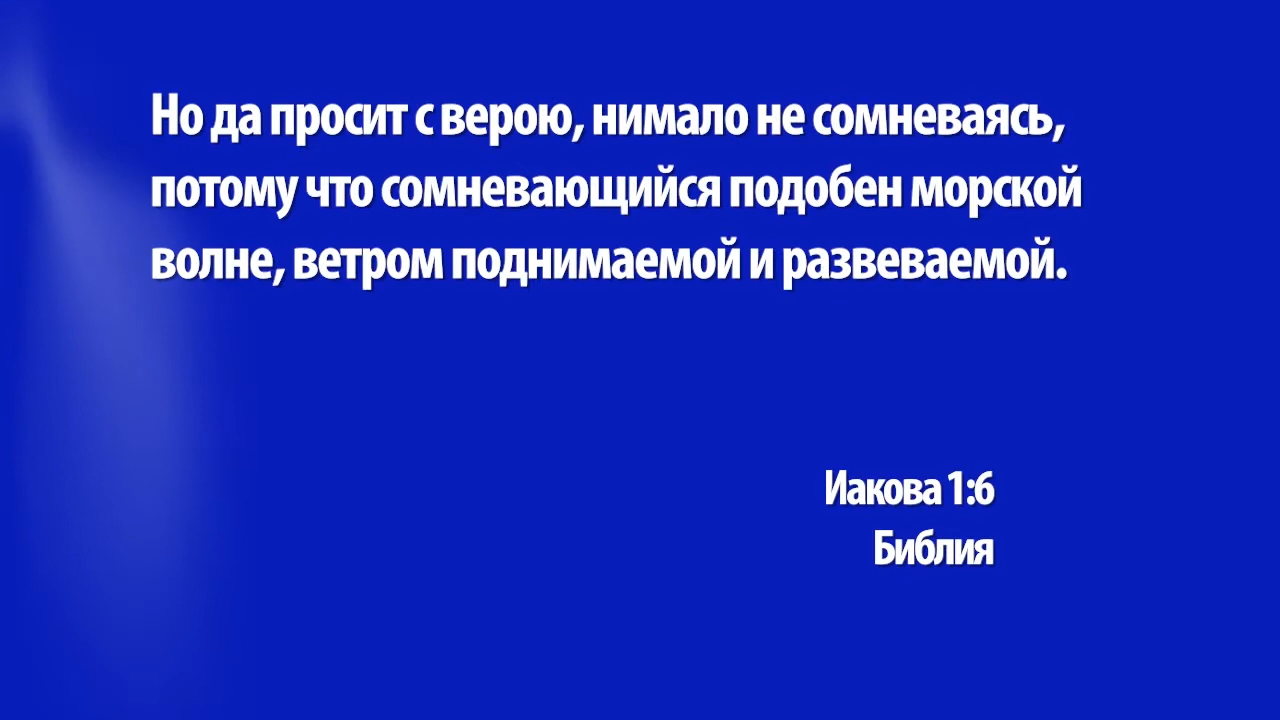 Но да просит с верою, нимало не сомневаясь,
потому что сомневающийся подобен морской
волне, ветром поднимаемой и развеваемой.
Иакова 1:6
Библия